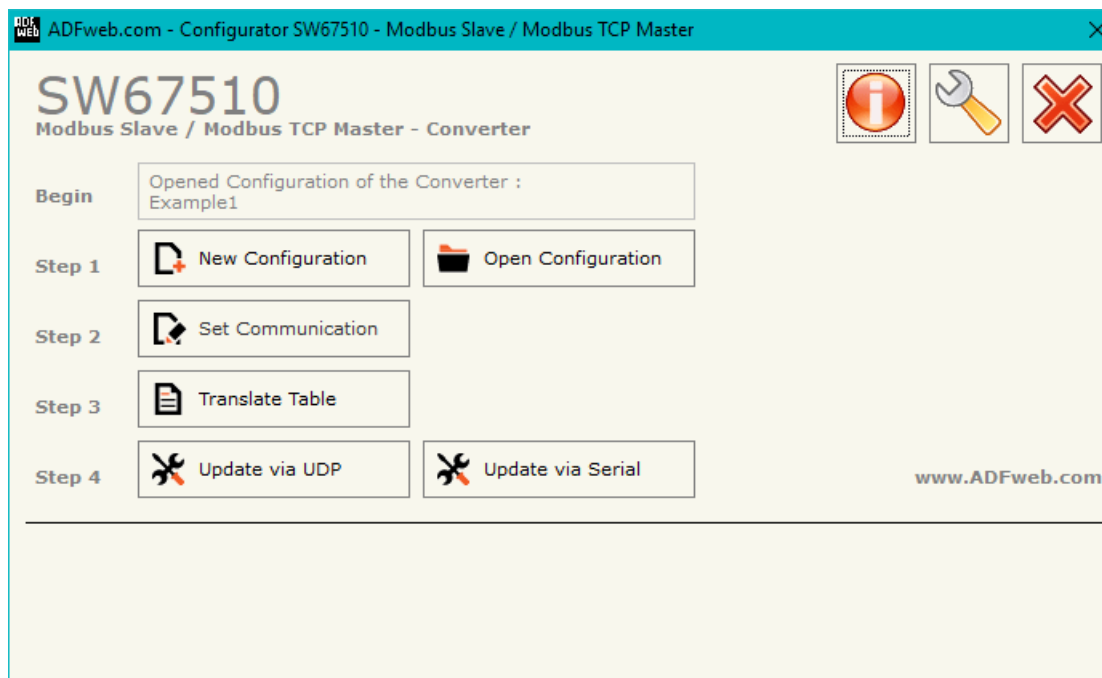 ADF
web
ADFweb.com - Configurator SW67510 - Modbus Slave / Modbus TCP Master
SW67510
Modbus Slave / Modbus TCP Master - Converter
Begin
Opened Configuration of the Converter :
Example1
Step 1
New Configuration
Open Configuration
Step 2
Set Communication
Step 3
Translate Table
Step 4
Update via UDP
Update via Serial
www.ADFweb.com